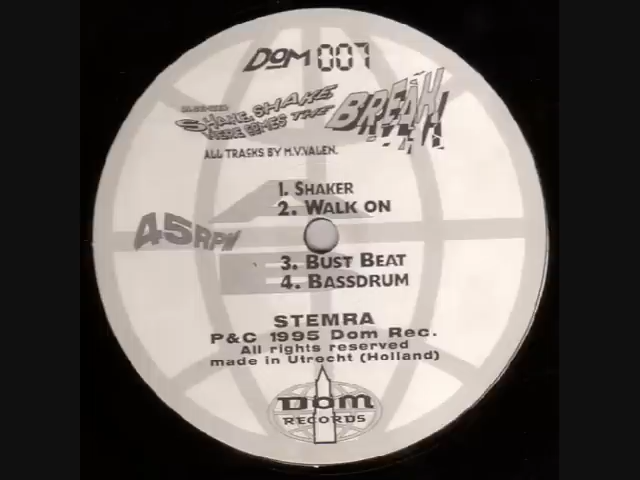 DOM 007
SHAKE, SHAKE
HERE COMES THE
BREAK!
ALL TRACKS BY M.V.VALEN.
1. SHAKER
2. WALK ON
45RPM
3. BUST BEAT
4. BASSDRUM
STEMRA
P&C 1995 Dom Rec.
All rights reserved
made in Utrecht (Holland)
DOM
RECORDS